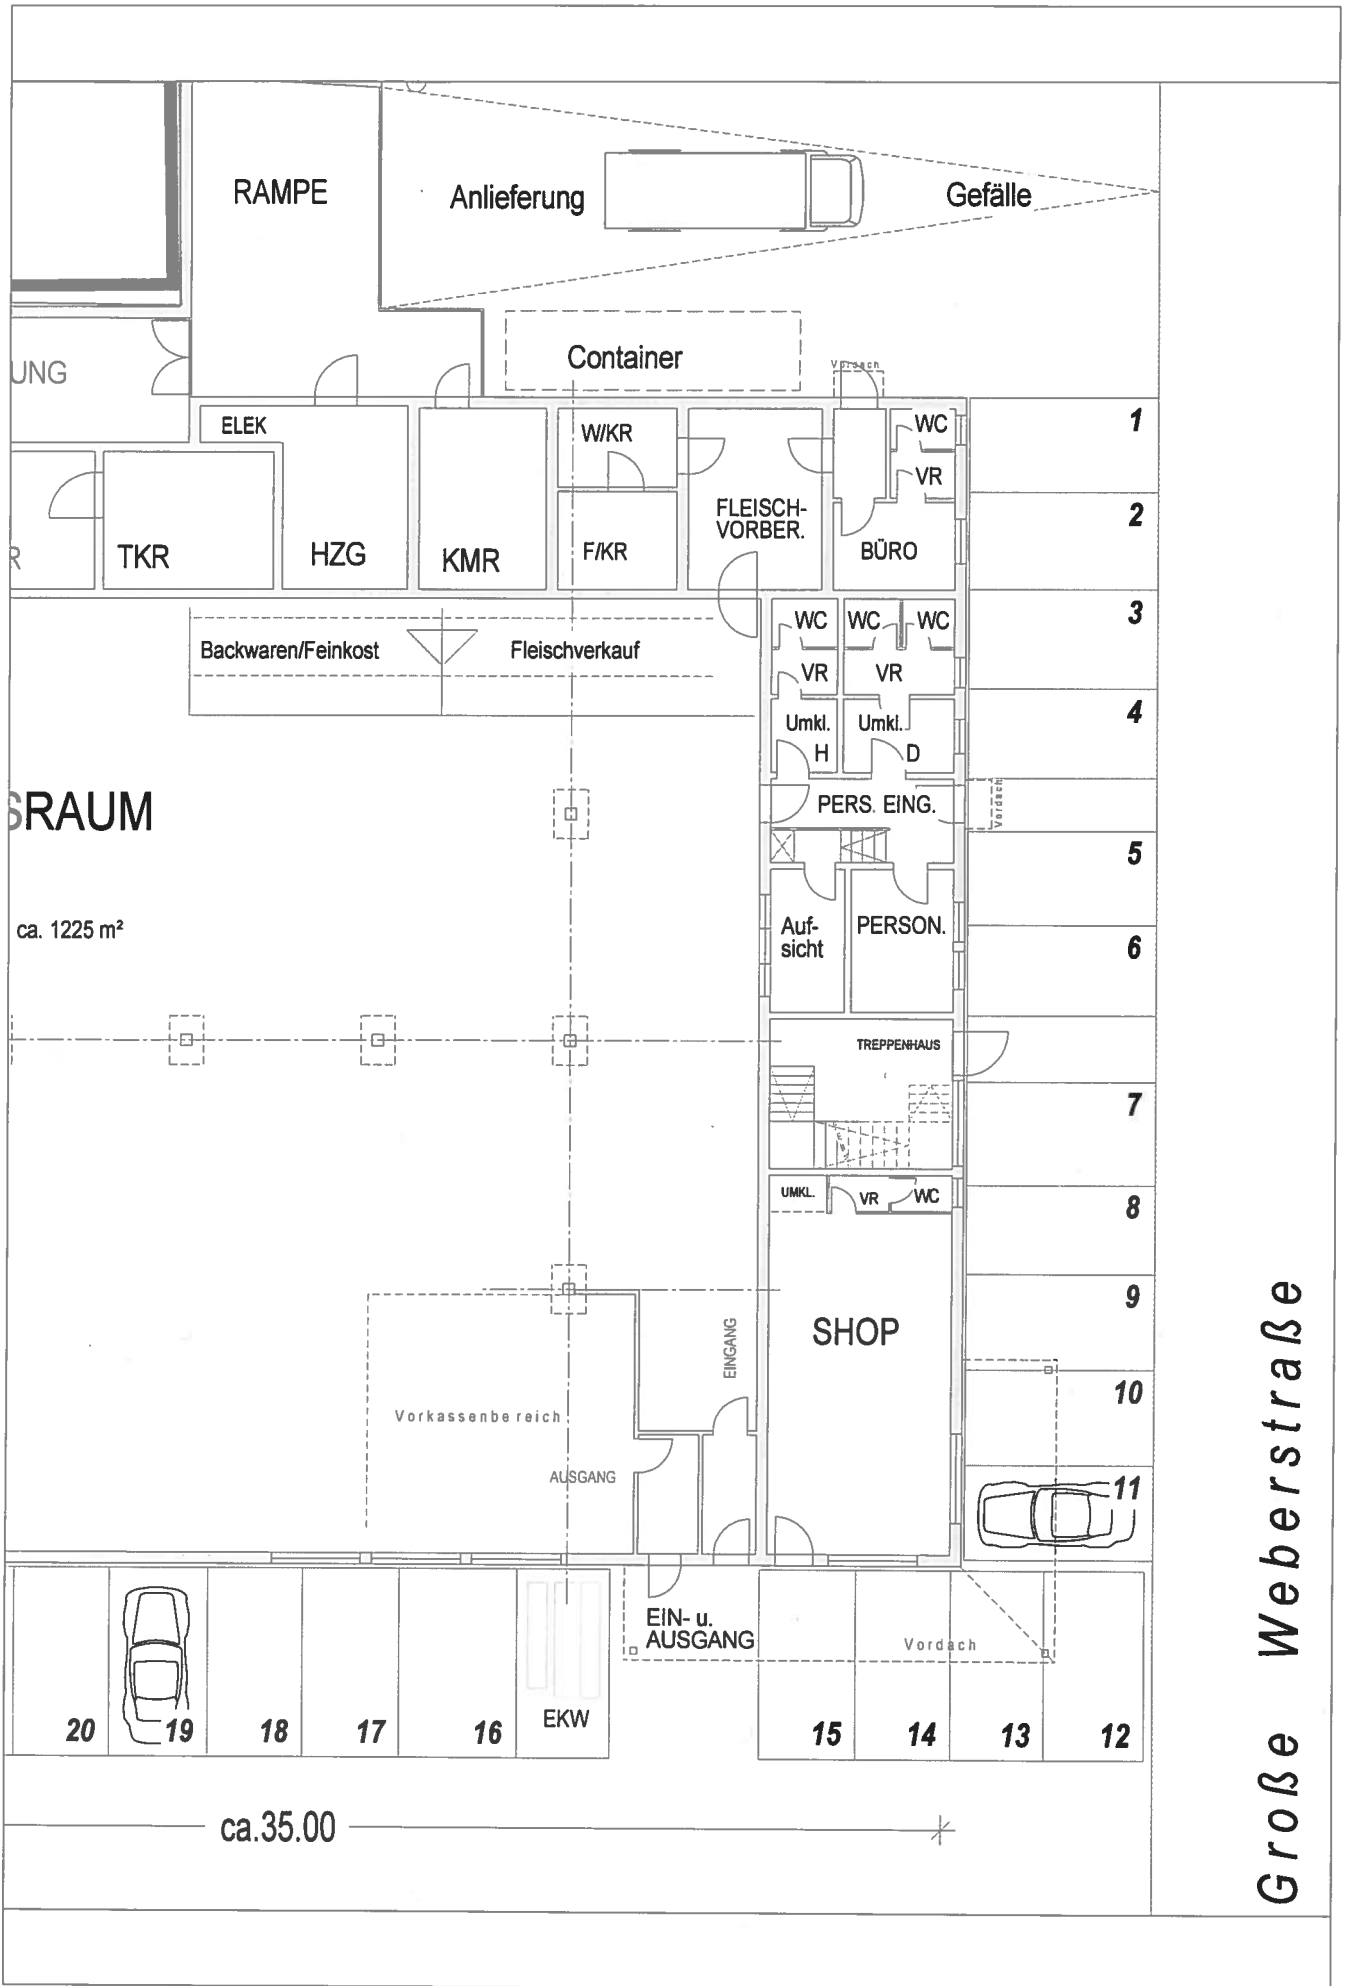 RAMPE
Anlieferung
Gefälle
UNG
Container
Vordach
ELEK
W/KR
WC
1
VR
FLEISCH-
VORBER.
2
R
TKR
HZG
KMR
F/KR
BÜRO
WC
WC
WC
3
Backwaren/Feinkost
Fleischverkauf
VR
VR
Umkl.
H
Umkl.
D
4
SRAUM
PERS. EING.
Vordach
5
ca. 1225 m²
Auf-
sicht
PERSON.
6
TREPPENHAUS
7
UMKL.
VR
WC
8
9
SHOP
EINGANG
10
Vorkassenbereich
AUSGANG
11
EIN- u.
AUSGANG
Vordach
20
19
18
17
16
EKW
15
14
13
12
ca.35.00
Große Weberstraße